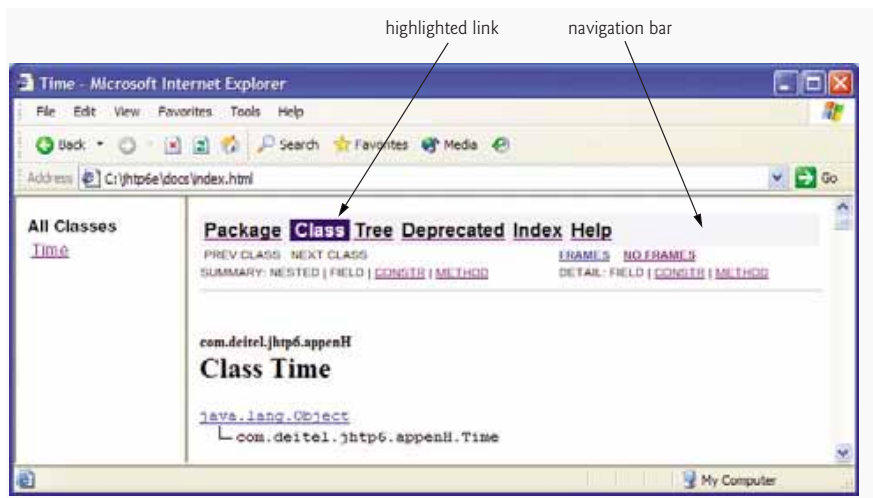 highlighted link navigation bar
Time - Microsoft Internet Explorer
File Edit View Favorites Tools Help
Back Search Favorites Media
Address C:\jhtp6e\docs\index.html Go
All Classes
Time
Package Class Tree Deprecated Index Help
PREV CLASS NEXT CLASS FRAMES NO FRAMES
SUMMARY: NESTED | FIELD | CONSTR | METHOD DETAIL: FIELD | CONSTR | METHOD
com.deitel.jhtp6.appenH
Class Time
java.lang.Object
com.deitel.jhtp6.appenH.Time
My Computer